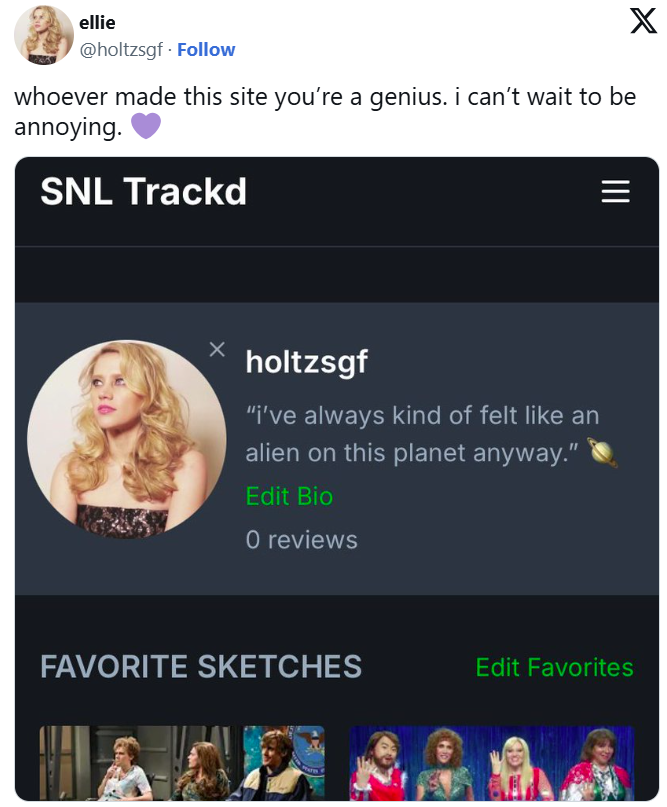 ellie
@holtzsgf · Follow
whoever made this site you’re a genius. i can’t wait to be
annoying. 💜
SNL Trackd
holtzsgf
“i’ve always kind of felt like an
alien on this planet anyway.” 🪐
Edit Bio
0 reviews
FAVORITE SKETCHES
Edit Favorites